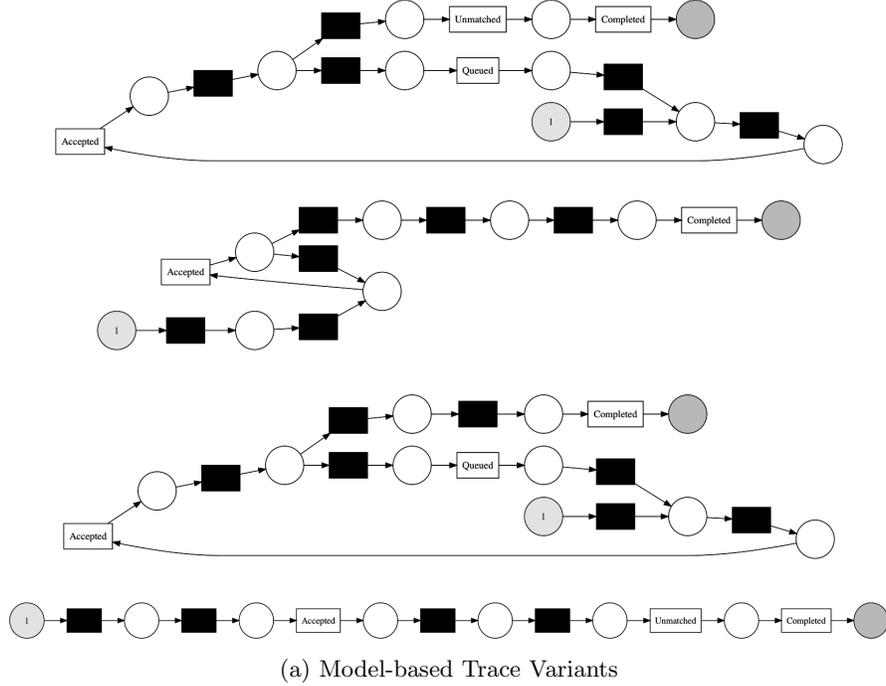 Unmatched Completed
Queued
1
Accepted
Completed
Accepted
1
Completed
Queued
1
Accepted
1 Accepted Unmatched Completed
(a) Model-based Trace Variants